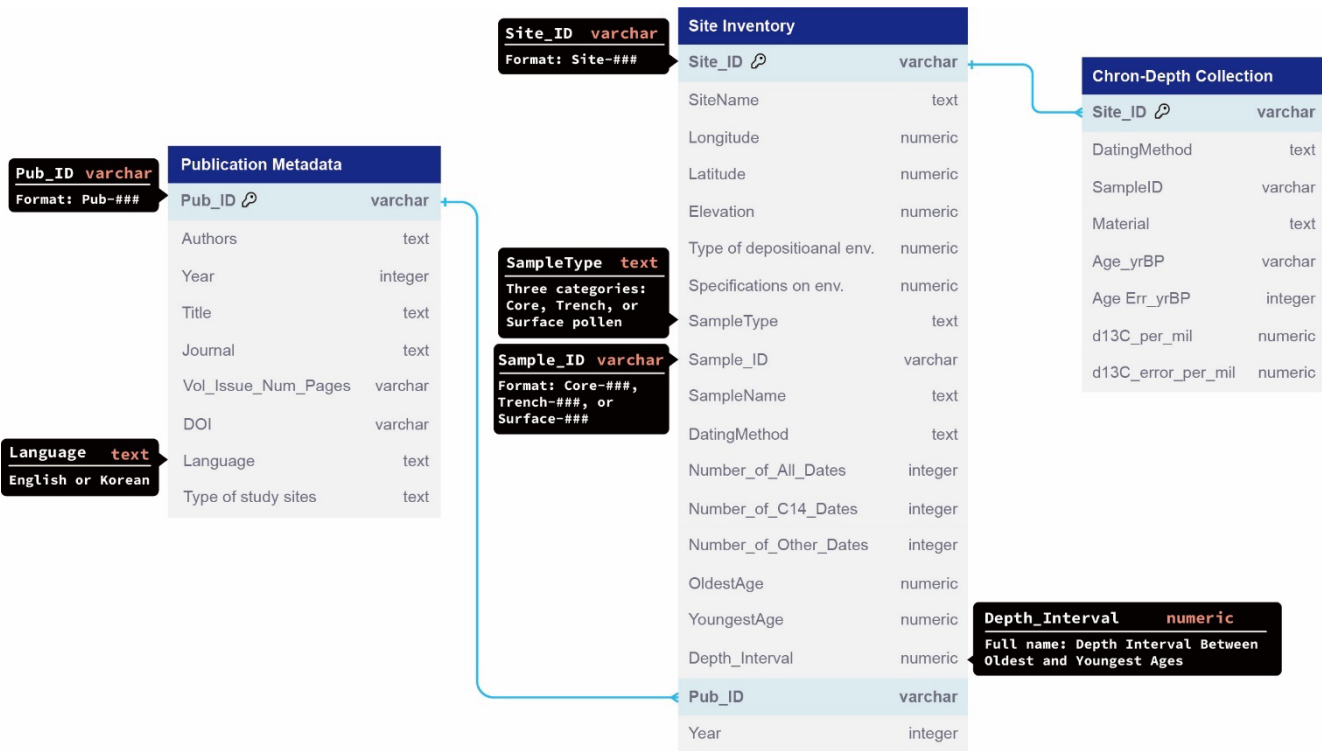 Pub_ID varchar
Format: Pub-###
Language text
English or Korean
Publication Metadata
Pub_ID varchar
Authors text
Year integer
Title text
Journal text
Vol_Issue_Num_Pages varchar
DOI varchar
Language text
Type of study sites text
Site_ID varchar
Format: Site-###
SampleType text
Three categories:
Core, Trench, or
Surface pollen
Sample_ID varchar
Format: Core-###,
Trench-###, or
Surface-###
Site Inventory
Site_ID varchar
SiteName text
Longitude numeric
Latitude numeric
Elevation numeric
Type of depositioanal env. numeric
Specifications on env. numeric
SampleType text
Sample_ID varchar
SampleName text
DatingMethod text
Number_of_All_Dates integer
Number_of_C14_Dates integer
Number_of_Other_Dates integer
OldestAge numeric
YoungestAge numeric
Depth_Interval numeric
Pub_ID varchar
Year integer
Depth_Interval numeric
Full name: Depth Interval Between
Oldest and Youngest Ages
Chron-Depth Collection
Site_ID varchar
DatingMethod text
SampleID varchar
Material text
Age_yrBP varchar
Age Err_yrBP integer
d13C_per_mil numeric
d13C_error_per_mil numeric